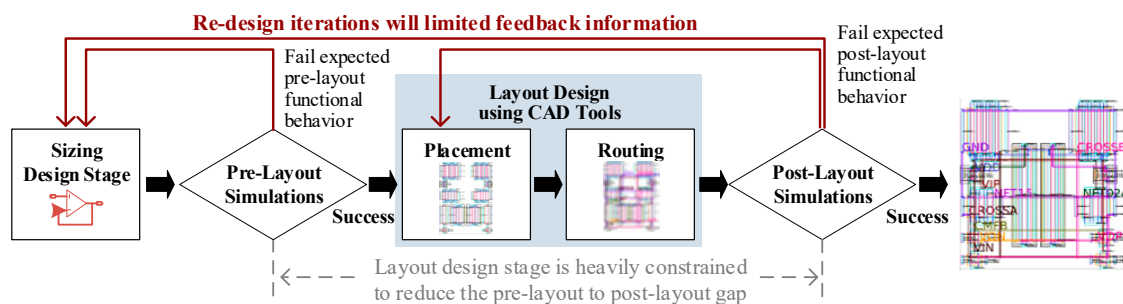 Re-design iterations will limited feedback information
Fail expected
pre-layout
functional
behavior
Fail expected
post-layout
functional
behavior
Layout Design
using CAD Tools
Sizing
Design Stage
Pre-Layout
Simulations
Success
Placement
Routing
Post-Layout
Simulations
Success
Layout design stage is heavily constrained
to reduce the pre-layout to post-layout gap
GND
VIP
CROSSA
CMFB
VIN